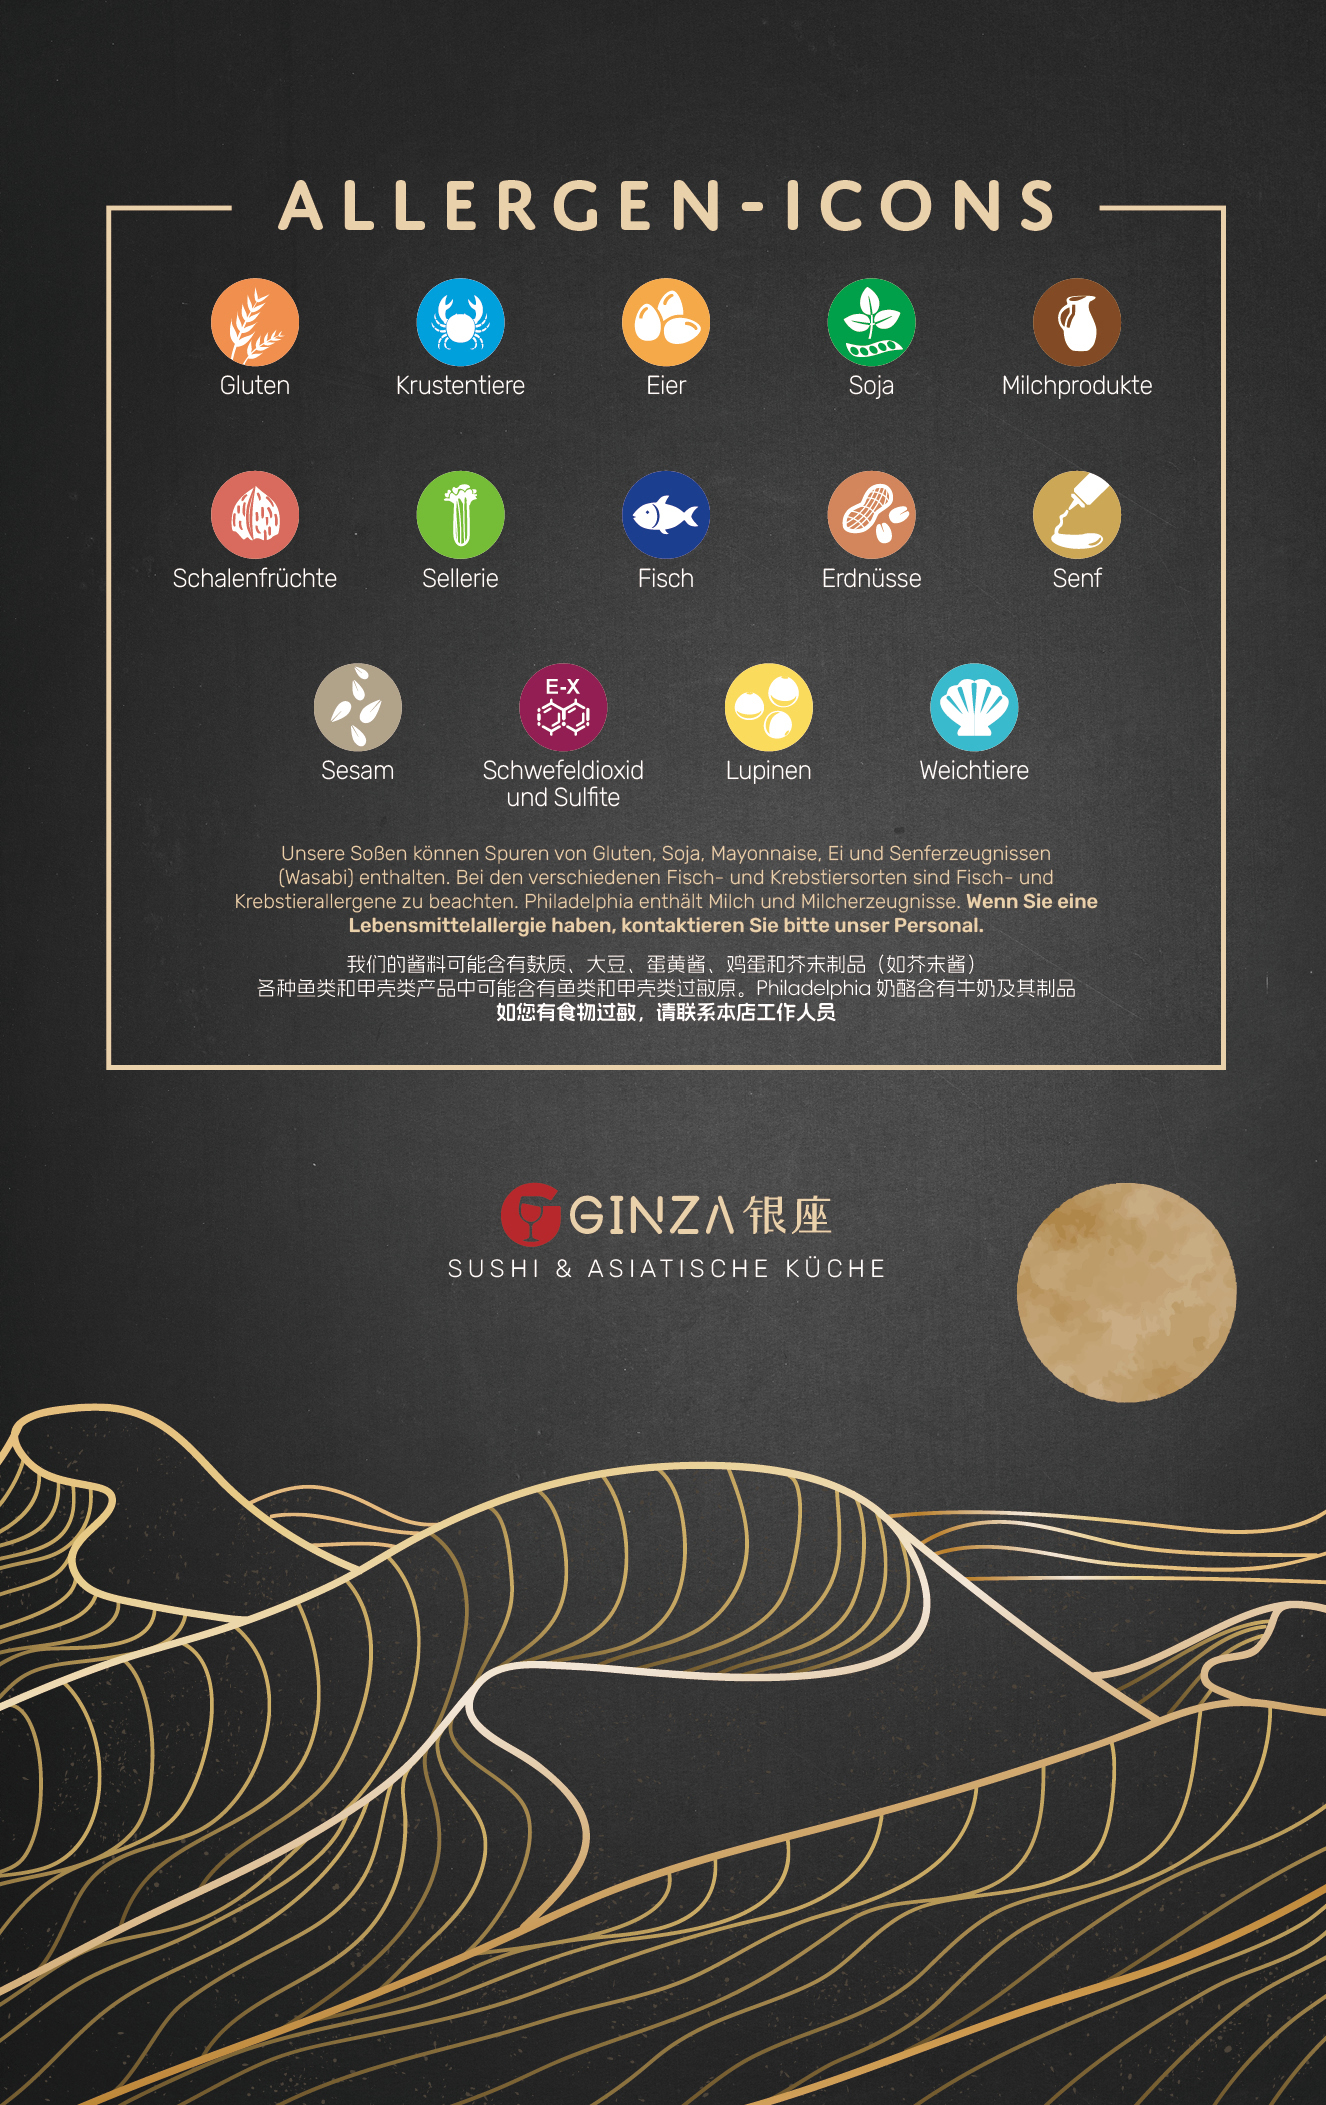 ALLERGEN-ICONS
Gluten
Krustentiere
Eier
Soja
Milchprodukte
Schalenfrüchte
Sellerie
Fisch
Erdnüsse
Senf
E-X
Sesam
Schwefeldioxid
und Sulfite
Lupinen
Weichtiere
Unsere Soßen können Spuren von Gluten, Soja, Mayonnaise, Ei und Senferzeugnissen
(Wasabi) enthalten. Bei den verschiedenen Fisch- und Krebstiersorten sind Fisch- und
Krebstierallergene zu beachten. Philadelphia enthält Milch und Milcherzeugnisse. Wenn Sie eine
Lebensmittelallergie haben, kontaktieren Sie bitte unser Personal.
我们的酱料可能含有麸质、大豆、蛋黄酱、鸡蛋和芥末制品（如芥末酱）
各种鱼类和甲壳类产品中可能含有鱼类和甲壳类过敏原。Philadelphia 奶酪含有牛奶及其制品
如您有食物过敏，请联系本店工作人员
GINZA 银座
SUSHI & ASIATISCHE KÜCHE